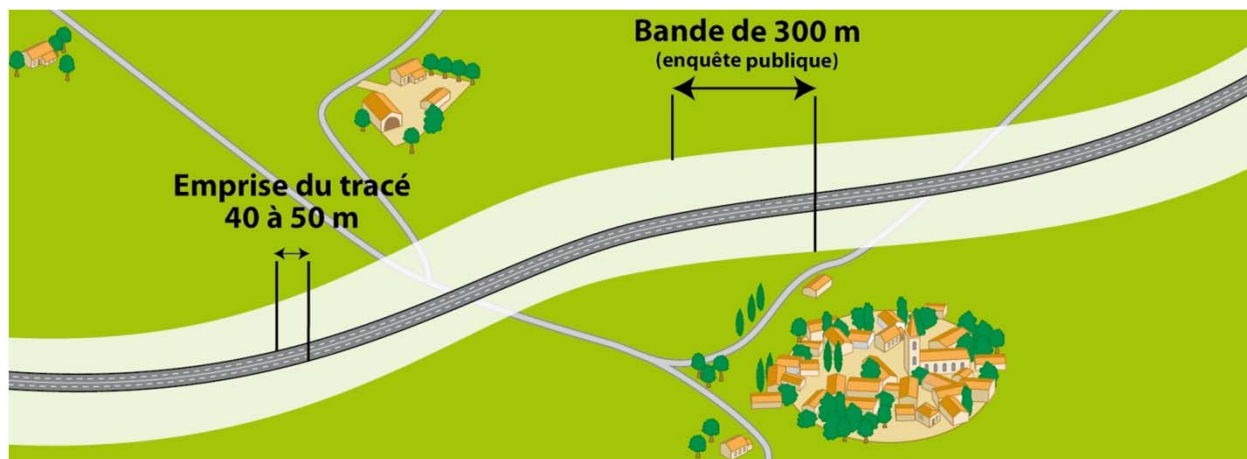 Bande de 300 m
(enquête publique)
Emprise du tracé
40 à 50 m